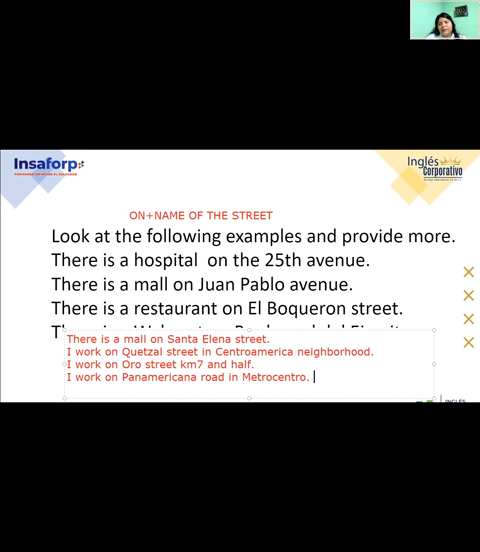 Insaforp
Inglés
Corporativo
ON+NAME OF THE STREET
Look at the following examples and provide more.
There is a hospital on the 25th avenue.
There is a mall on Juan Pablo avenue.
There is a restaurant on El Boqueron street.
There is a mall on Santa Elena street.
I work on Quetzal street in Centroamerica neighborhood.
I work on Oro street km7 and half.
I work on Panamericana road in Metrocentro.